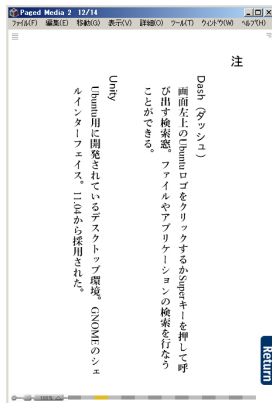 Paged Media 2 12/14
ファイル(F) 編集(E) 移動(G) 表示(V) 詳細(O) ツール(T) ウィンドウ(W) ヘルプ(H)
注
Dash（ダッシュ）
画面左上のUbuntuロゴをクリックするかSuperキーを押して呼
び出す検索窓。ファイルやアプリケーションの検索を行なう
ことができる。
Unity
Ubuntu用に開発されているデスクトップ環境。GNOMEのシェ
ルインターフェイス。11.04から採用された。
Return
100%